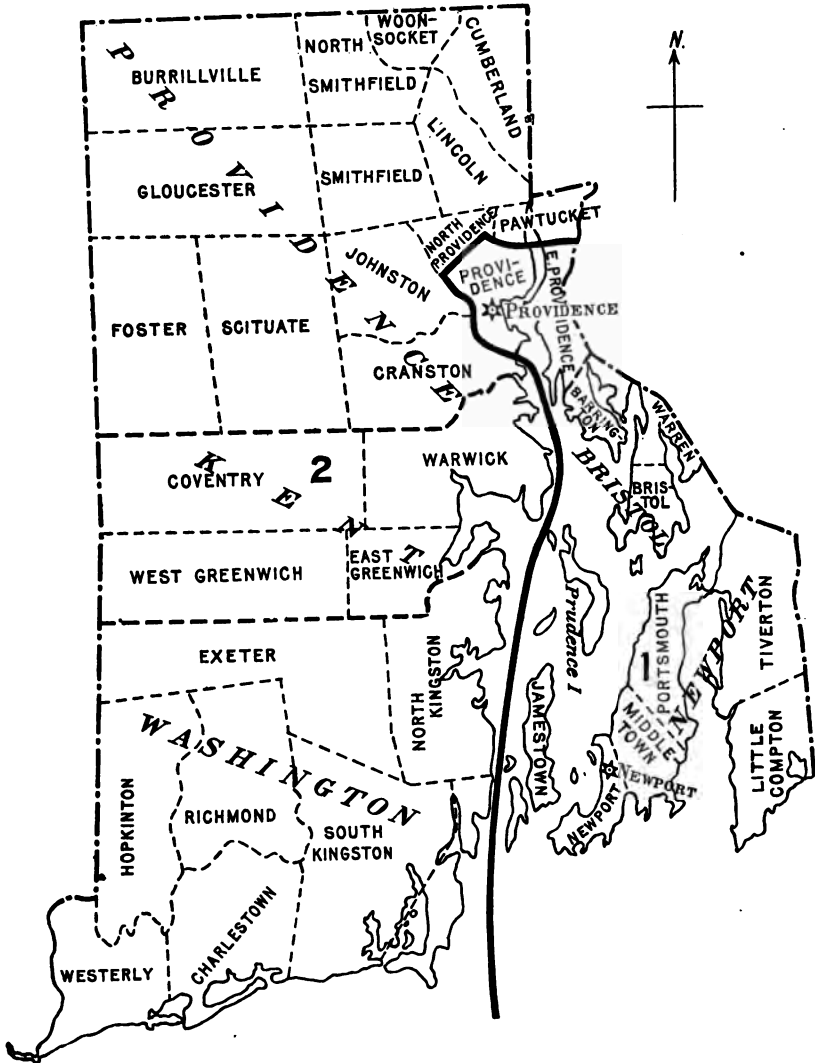 N.
WOON-
SOCKET
NORTH
SMITHFIELD
CUMBERLAND
BURRILLVILLE
PROVIDENCE
LINCOLN
GLOUCESTER
SMITHFIELD
NORTH
PROVIDENCE
PAWTUCKET
JOHNSTON
PROVI-
DENCE
E. PROVIDENCE
PROVIDENCE
FOSTER
SCITUATE
CRANSTON
BARRING-
TON
WARREN
BRISTOL
BRIS-
TOL
KENT
COVENTRY
2
WARWICK
WEST GREENWICH
EAST
GREENWICH
EXETER
NORTH
KINGSTON
Prudence I
JAMESTOWN
1
PORTSMOUTH
NEWPORT
TIVERTON
MIDDLE-
TOWN
NEWPORT
NEWPORT
LITTLE
COMPTON
WASHINGTON
HOPKINTON
RICHMOND
SOUTH
KINGSTON
CHARLESTOWN
WESTERLY